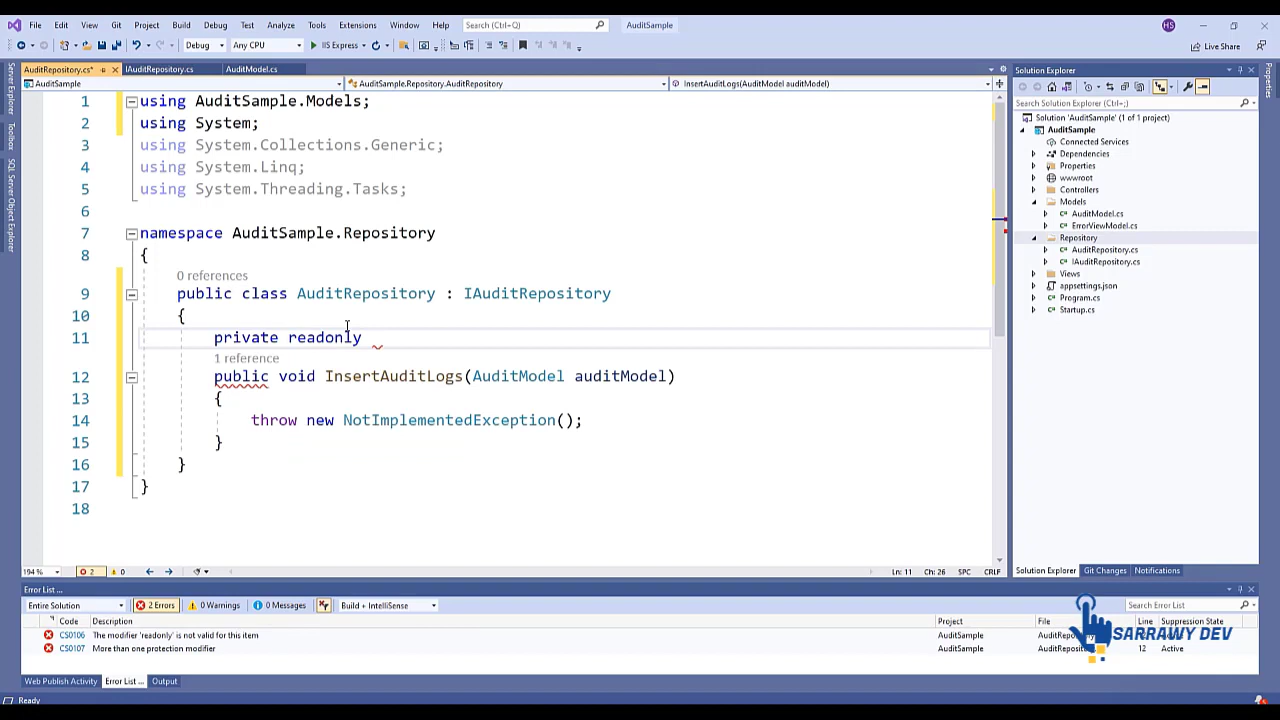 File Edit View Git Project Build Debug Test Analyze Tools Extensions Window Help Search (Ctrl+Q) AuditSample HS
Debug Any CPU IIS Express Live Share
AuditRepository.cs* IAuditRepository.cs AuditModel.cs
AuditSample AuditSample.Repository.AuditRepository InsertAuditLogs(AuditModel auditModel)
Server Explorer
Toolbox
SQL Server Object Explorer
1 using AuditSample.Models;
2 using System;
3 using System.Collections.Generic;
4 using System.Linq;
5 using System.Threading.Tasks;
6
7 namespace AuditSample.Repository
8 {
0 references
9 public class AuditRepository : IAuditRepository
10 {
11 private readonly
1 reference
12 public void InsertAuditLogs(AuditModel auditModel)
13 {
14 throw new NotImplementedException();
15 }
16 }
17 }
18
194 % 2 0 Ln: 11 Ch: 26 SPC CRLF
Solution Explorer
Search Solution Explorer (Ctrl+;)
Solution 'AuditSample' (1 of 1 project)
AuditSample
Connected Services
Dependencies
Properties
wwwroot
Controllers
Models
AuditModel.cs
ErrorViewModel.cs
Repository
AuditRepository.cs
IAuditRepository.cs
Views
appsettings.json
Program.cs
Startup.cs
Solution Explorer Git Changes Notifications
Properties
Error List ...
Entire Solution 2 Errors 0 Warnings 0 Messages Build + IntelliSense Search Error List
Code Description Project File Line Suppression State
CS0106 The modifier 'readonly' is not valid for this item AuditSample
CS0107 More than one protection modifier AuditSample 12 Active
SARRAWY DEV
Web Publish Activity Error List ... Output
Ready